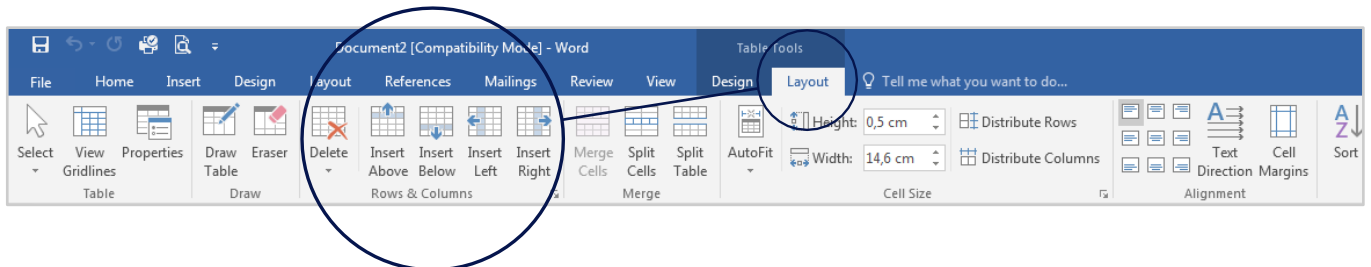 Document2 [Compatibility Mode] - Word Table Tools
File Home Insert Design Layout References Mailings Review View Design Layout Tell me what you want to do...
Select View Gridlines Properties Draw Table Eraser Delete Insert Above Insert Below Insert Left Insert Right Merge Cells Split Cells Split Table AutoFit Height: 0,5 cm Distribute Rows
Width: 14,6 cm Distribute Columns Text Direction Cell Margins Sort
Table Draw Rows & Columns Merge Cell Size Alignment